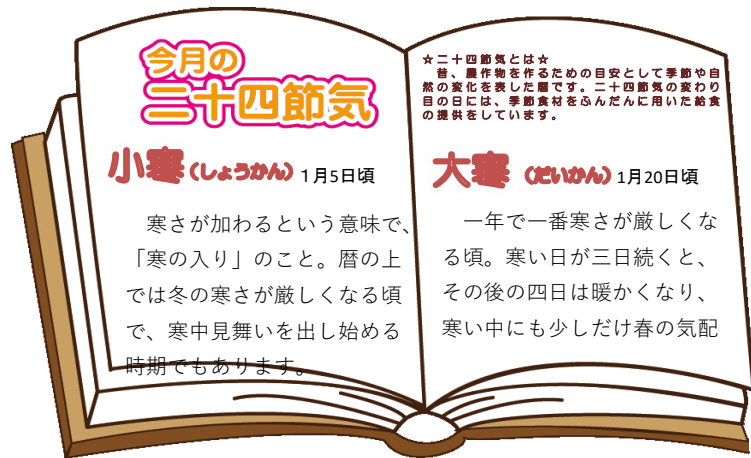 今月の
二十四節気
小寒(しょうかん) 1月5日頃
寒さが加わるという意味で、
「寒の入り」のこと。暦の上
では冬の寒さが厳しくなる頃
で、寒中見舞いを出し始める
時期でもあります。
☆二十四節気とは☆
昔、農作物を作るための目安として季節や自
然の変化を表した暦です。二十四節気の変わり
目の日には、季節食材をふんだんに用いた給食
の提供をしています。
大寒 (だいかん) 1月20日頃
一年で一番寒さが厳しくな
る頃。寒い日が三日続くと、
その後の四日は暖かくなり、
寒い中にも少しだけ春の気配